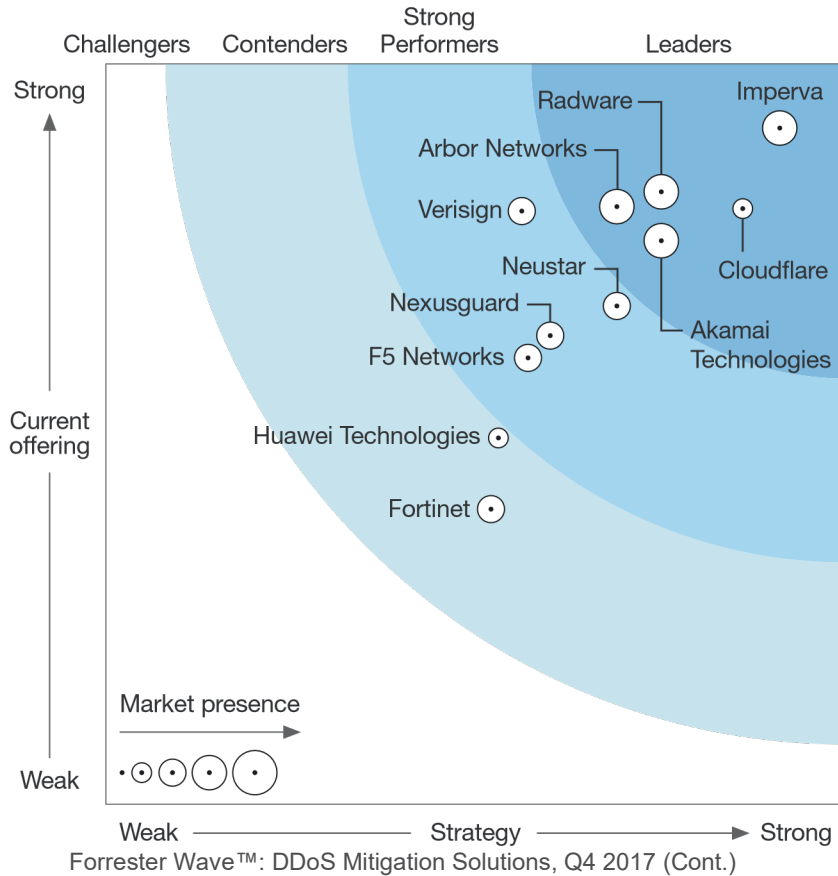 Strong
Challengers Contenders Performers Leaders
Strong
Imperva
Radware
Arbor Networks
Verisign
Cloudflare
Neustar
Nexusguard
Akamai
Technologies
F5 Networks
Current
offering
Huawei Technologies
Fortinet
Market presence
Weak
Weak Strategy Strong
Forrester Wave™: DDoS Mitigation Solutions, Q4 2017 (Cont.)